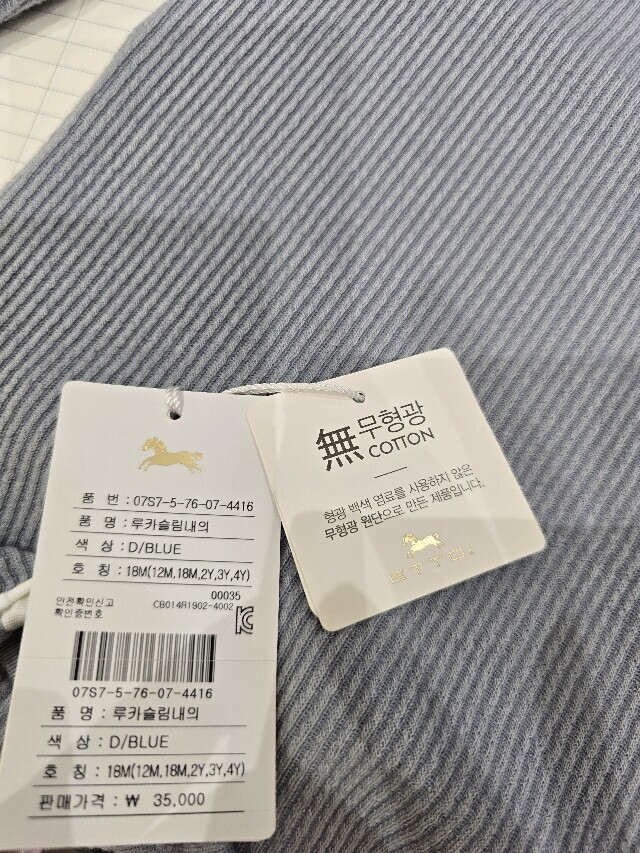 품 번 : 07S7-5-76-07-4416
품 명 : 루카슬림내의
색 상 : D/BLUE
호 칭 : 18M(12M,18M,2Y,3Y,4Y)
00035
안전확인신고
확인증번호
CB014R1902-4002
07S7-5-76-07-4416
품 명 : 루카슬림내의
색 상 : D/BLUE
호 칭 : 18M(12M,18M,2Y,3Y,4Y)
판매가격 : ₩ 35,000
無 무형광
COTTON
형광 백색 염료를 사용하지 않은
무형광 원단으로 만든 제품입니다.